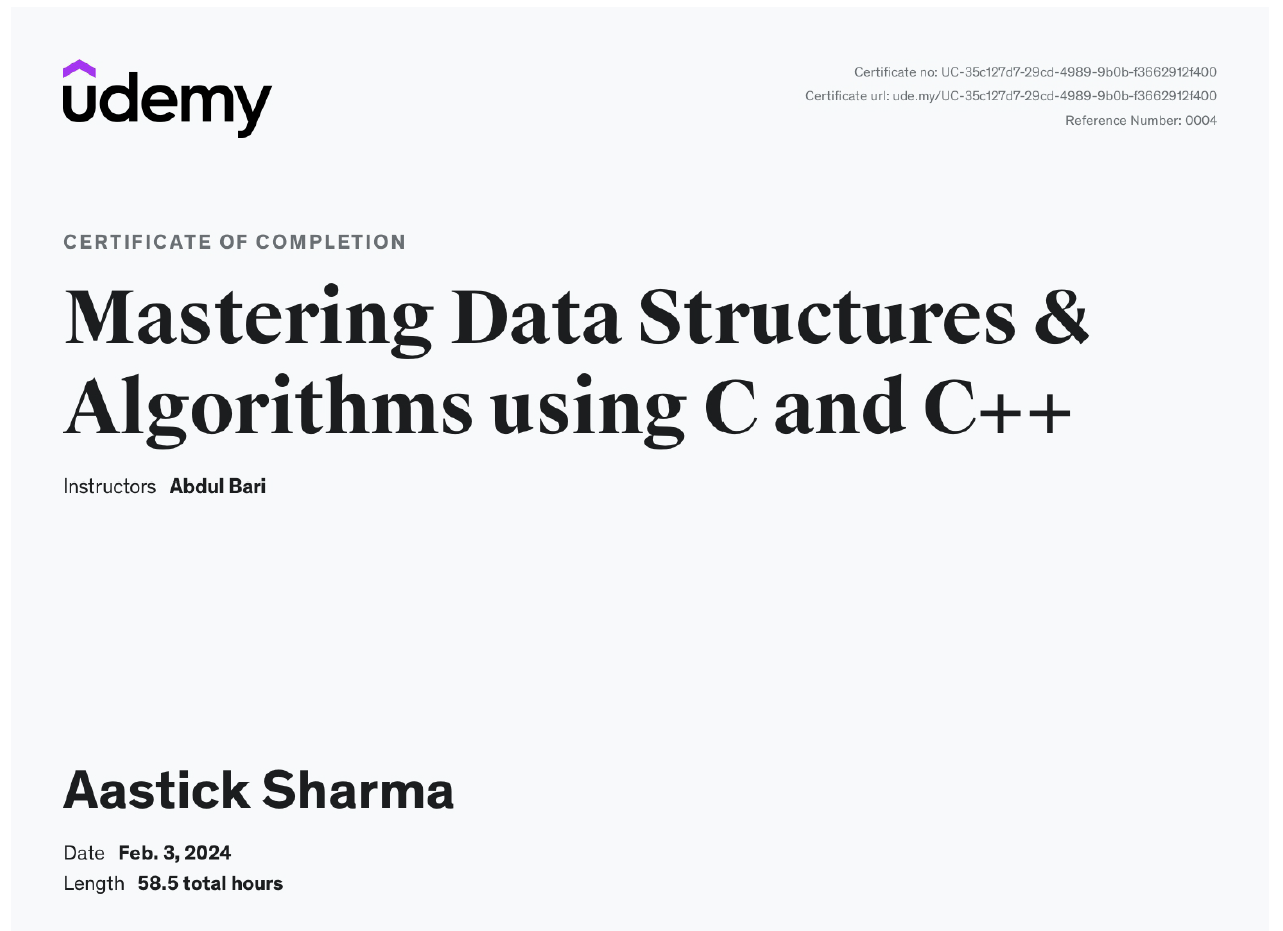 udemy
Certificate no: UC-35c127d7-29cd-4989-9b0b-f3662912f400
Certificate url: ude.my/UC-35c127d7-29cd-4989-9b0b-f3662912f400
Reference Number: 0004
CERTIFICATE OF COMPLETION
Mastering Data Structures &
Algorithms using C and C++
Instructors Abdul Bari
Aastick Sharma
Date Feb. 3, 2024
Length 58.5 total hours